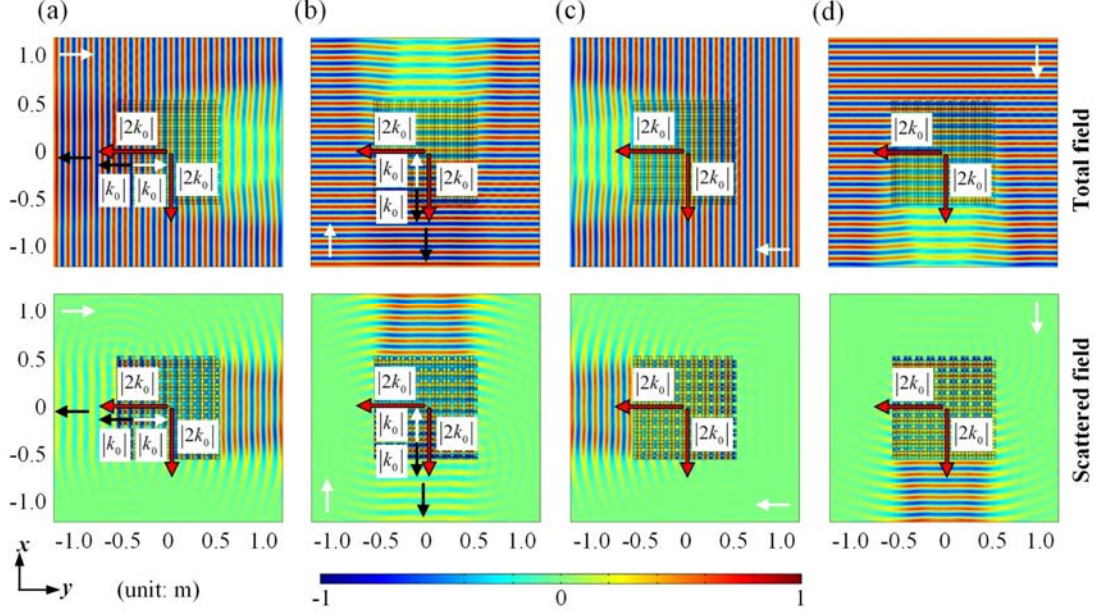 (a) (b) (c) (d)
1.0
0.5
0
-0.5
-1.0
|2k₀| |2k₀| |2k₀| |2k₀|
|k₀| |k₀| |2k₀| |k₀| |k₀| |2k₀| |2k₀| |2k₀|
Total field
1.0
0.5
0
-0.5
-1.0
|2k₀| |2k₀| |2k₀| |2k₀|
|k₀| |k₀| |2k₀| |k₀| |k₀| |2k₀| |2k₀| |2k₀|
Scattered field
-1.0 -0.5 0 0.5 1.0 -1.0 -0.5 0 0.5 1.0 -1.0 -0.5 0 0.5 1.0 -1.0 -0.5 0 0.5 1.0
x
y (unit: m)
-1 0 1